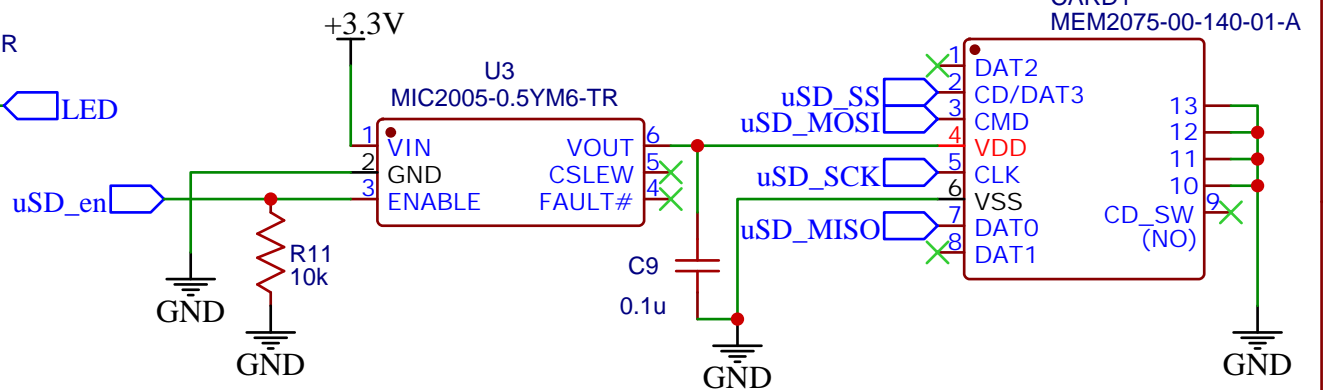 R
LED
+3.3V
U3
MIC2005-0.5YM6-TR
1
VIN
2
GND
3
ENABLE
VOUT
6
CSLEW
5
FAULT#
4
uSD_en
R11
10k
GND
GND
C9
0.1u
GND
MEM2075-00-140-01-A
uSD_SS
uSD_MOSI
uSD_SCK
uSD_MISO
1
DAT2
2
CD/DAT3
3
CMD
4
VDD
5
CLK
6
VSS
7
DAT0
8
DAT1
13
12
11
10
9
CD_SW
(NO)
GND